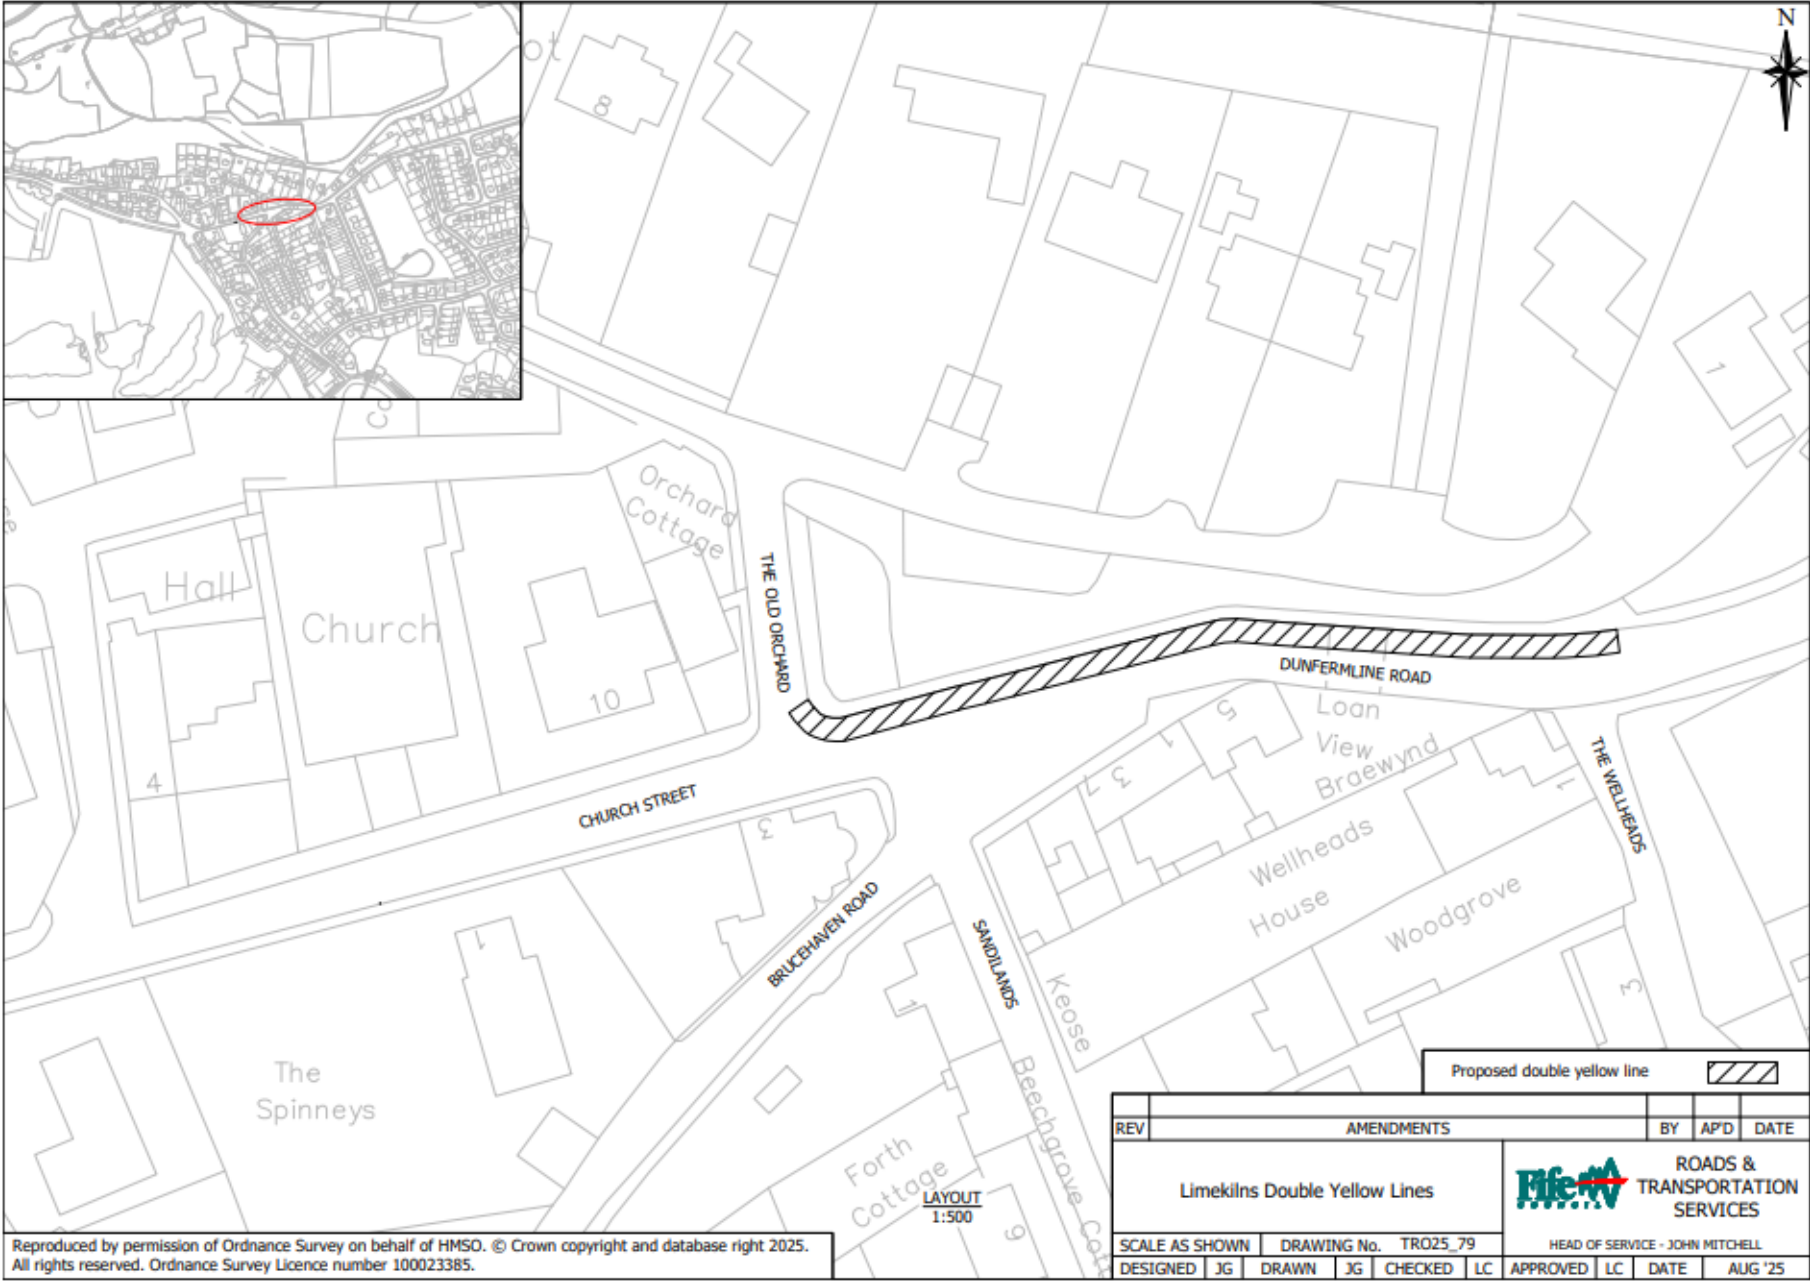 N
8
Orchard
Cottage
THE OLD ORCHARD
Hall
Church
10
4
1
DUNFERMLINE ROAD
Loan
View
5
1
3
7
Braewynd
1
THE WELLHEADS
CHURCH STREET
3
Wellheads
House
Woodgrove
BRUCEHAVEN ROAD
SANDILANDS
1
1
Keose
3
The
Spinneys
Beechgrove
Forth
Cottage
9
LAYOUT
1:500
Proposed double yellow line
REV AMENDMENTS BY AP'D DATE
Limekilns Double Yellow Lines
Fife
COUNCIL
ROADS &
TRANSPORTATION
SERVICES
HEAD OF SERVICE - JOHN MITCHELL
SCALE AS SHOWN DRAWING No. TRO25_79
DESIGNED JG DRAWN JG CHECKED LC APPROVED LC DATE AUG '25
Reproduced by permission of Ordnance Survey on behalf of HMSO. © Crown copyright and database right 2025.
All rights reserved. Ordnance Survey Licence number 100023385.